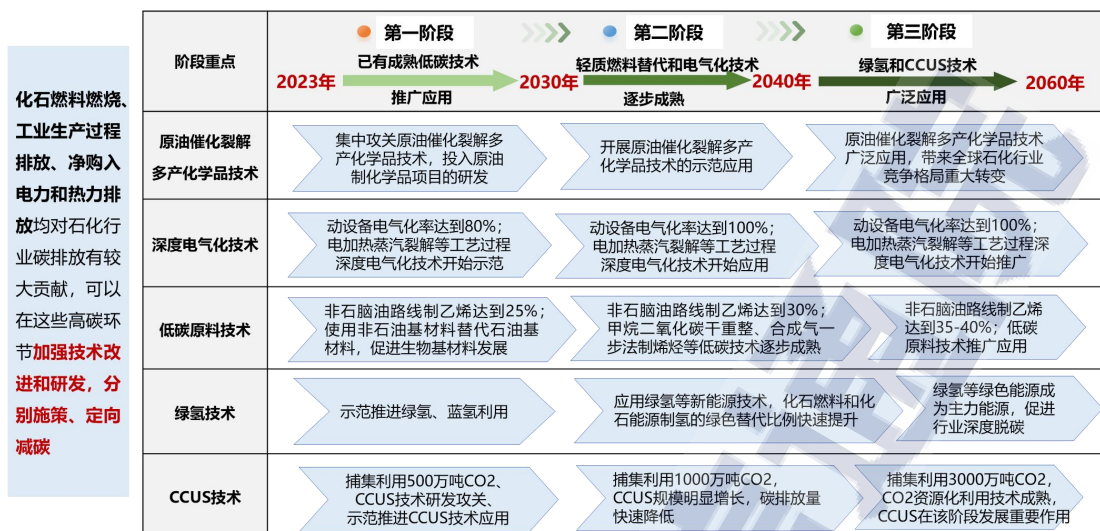 化石燃料燃烧、
工业生产过程
排放、净购入
电力和热力排
放均对石化行
业碳排放有较
大贡献，可以
在这些高碳环
节加强技术改
进和研发，分
别施策、定向
减碳
阶段重点
第一阶段
已有成熟低碳技术
2023年
推广应用
2030年
第二阶段
轻质燃料替代和电气化技术
逐步成熟
2040年
第三阶段
绿氢和CCUS技术
广泛应用
2060年
原油催化裂解
多产化学品技术
集中攻关原油催化裂解多
产化学品技术，投入原油
制化学品项目的研发
开展原油催化裂解多产
化学品技术的示范应用
原油催化裂解多产化学品技术
广泛应用，带来全球石化行业
竞争格局重大转变
深度电气化技术
动设备电气化率达到80%；
电加热蒸汽裂解等工艺过程
深度电气化技术开始示范
动设备电气化率达到100%；
电加热蒸汽裂解等工艺过程
深度电气化技术开始应用
动设备电气化率达到100%；
电加热蒸汽裂解等工艺过程深
度电气化技术开始推广
低碳原料技术
非石脑油路线制乙烯达到25%；
使用非石油基材料替代石油基
材料，促进生物基材料发展
非石脑油路线制乙烯达到30%；
甲烷二氧化碳干重整、合成气一
步法制烯烃等低碳技术逐步成熟
非石脑油路线制乙烯
达到35-40%；低碳
原料技术推广应用
绿氢技术
示范推进绿氢、蓝氢利用
应用绿氢等新能源技术，化石燃料和化
石能源制氢的绿色替代比例快速提升
绿氢等绿色能源成
为主力能源，促进
行业深度脱碳
CCUS技术
捕集利用500万吨CO2、
CCUS技术研发攻关、
示范推进CCUS技术应用
捕集利用1000万吨CO2，
CCUS规模明显增长，碳排放量
快速降低
捕集利用3000万吨CO2，
CO2资源化利用技术成熟，
CCUS在该阶段发展重要作用